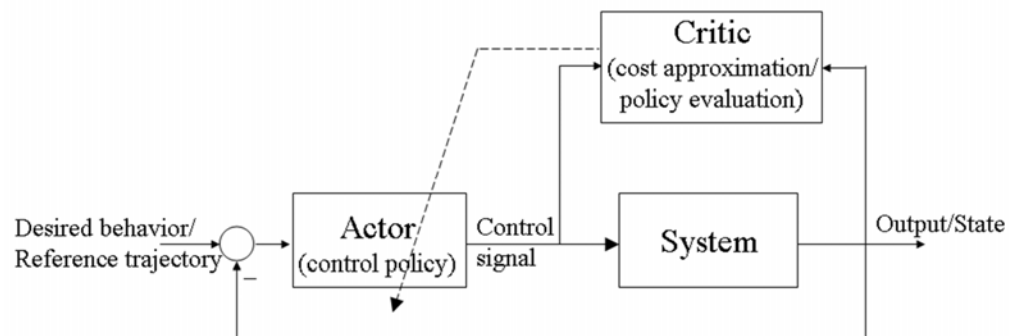 Critic
(cost approximation/
policy evaluation)
Desired behavior/
Reference trajectory
Actor
(control policy)
Control
signal
System
Output/State
–